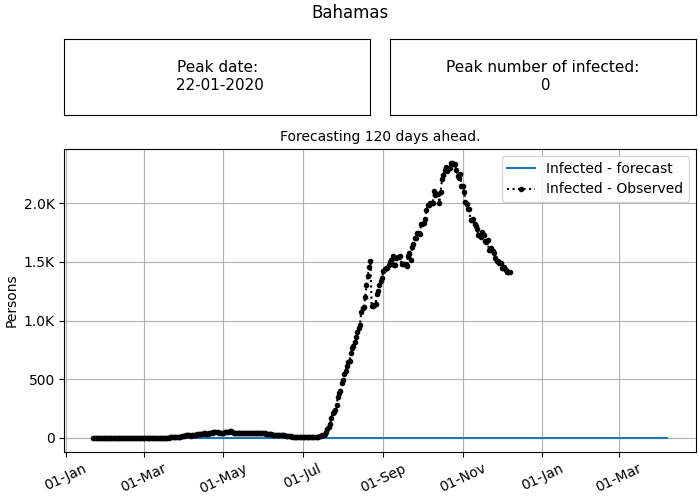 Bahamas
Peak date:
22-01-2020
Peak number of infected:
0
Forecasting 120 days ahead.
Infected - forecast
Infected - Observed
Persons
2.0K
1.5K
1.0K
500
0
01-Jan
01-Mar
01-May
01-Jul
01-Sep
01-Nov
01-Jan
01-Mar